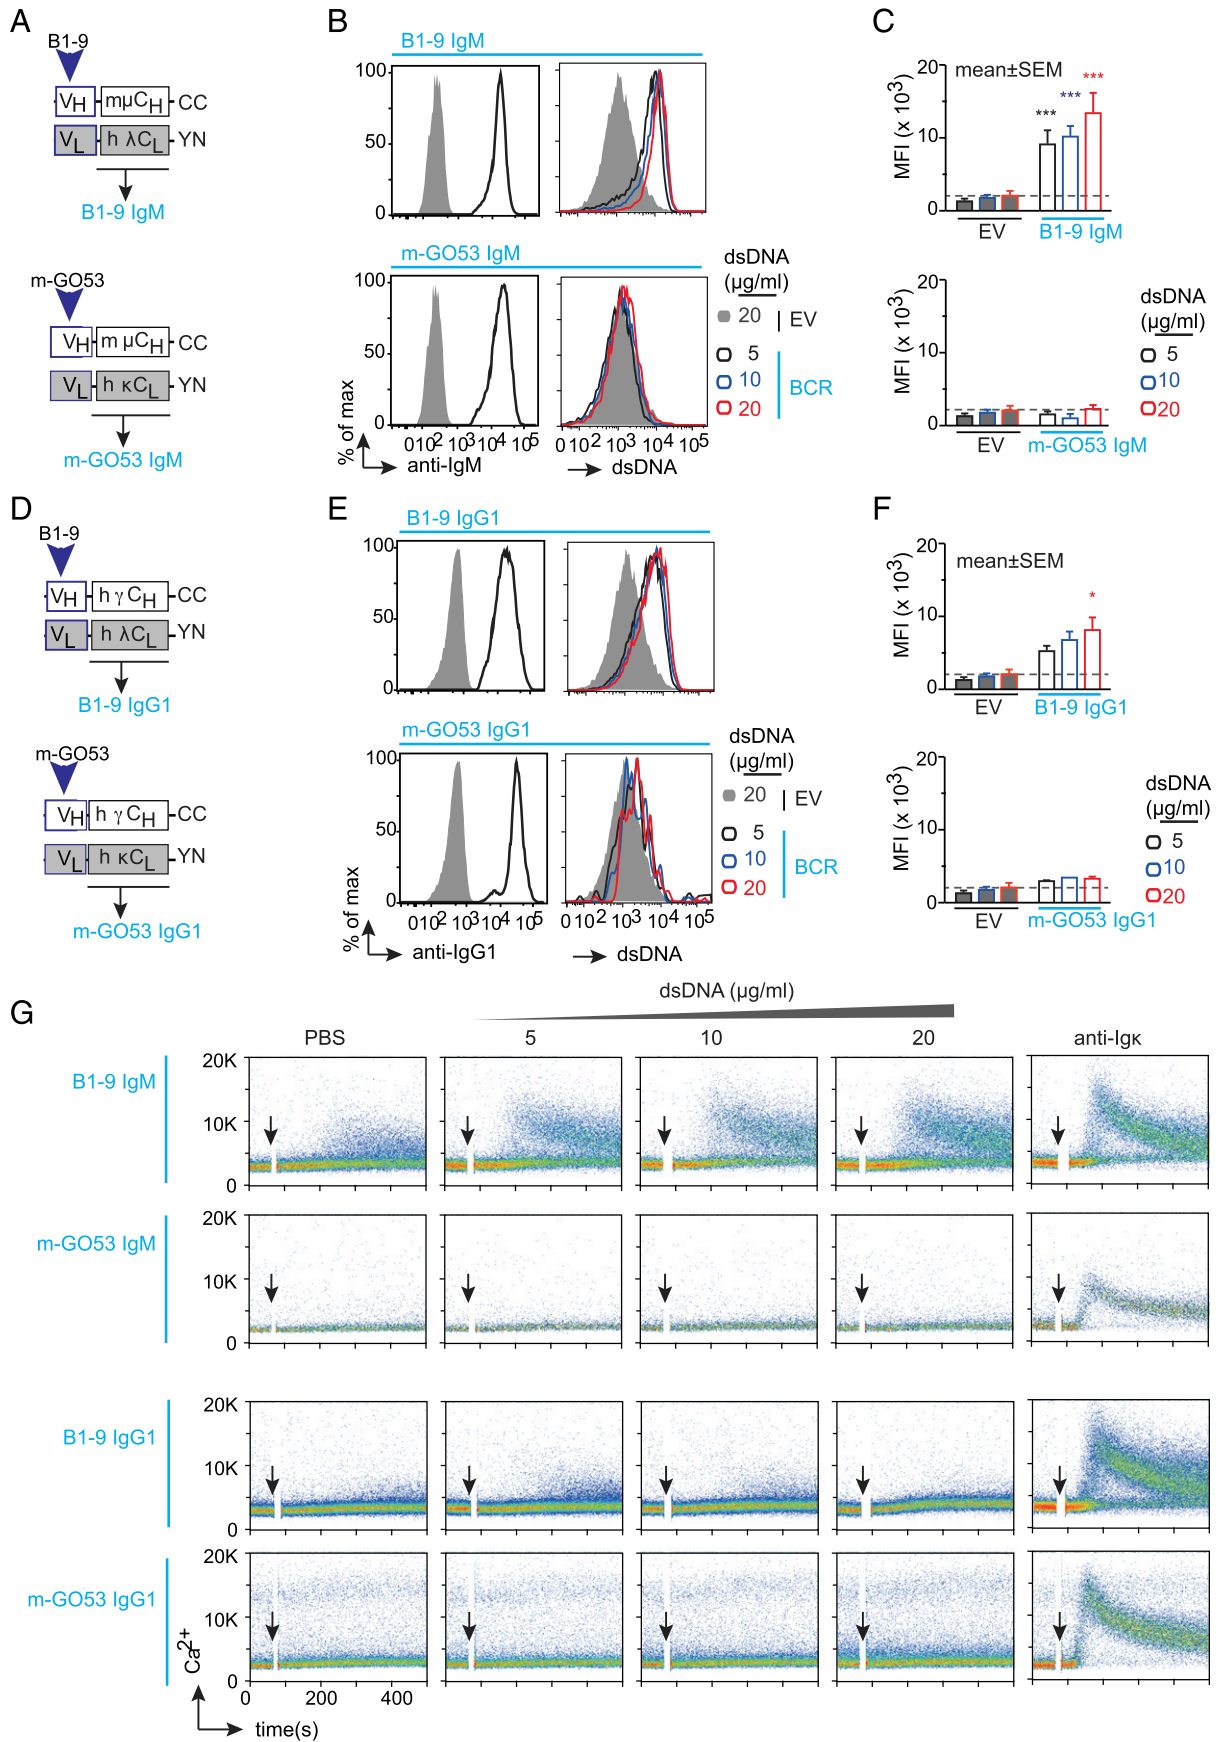 A
B1-9
VH mμCH CC
VL h λCL YN
B1-9 IgM
m-GO53
VH m μCH CC
VL h κCL YN
m-GO53 IgM
B
B1-9 IgM
100
50
0
m-GO53 IgM
100
50
0
% of max
0 10² 10³ 10⁴ 10⁵
anti-IgM
0 10² 10³ 10⁴ 10⁵
dsDNA
dsDNA
(μg/ml)
20 EV
5
10 BCR
20
C
20
10
0
MFI (x 10³)
mean±SEM
*** *** ***
EV B1-9 IgM
20
10
0
MFI (x 10³)
EV m-GO53 IgM
dsDNA
(μg/ml)
5
10
20
D
B1-9
VH h γ CH CC
VL h λCL YN
B1-9 IgG1
m-GO53
VH h γ CH CC
VL h κCL YN
m-GO53 IgG1
E
B1-9 IgG1
100
50
0
m-GO53 IgG1
100
50
0
% of max
0 10² 10³ 10⁴ 10⁵
anti-IgG1
0 10² 10³ 10⁴ 10⁵
dsDNA
dsDNA
(μg/ml)
20 EV
5
10 BCR
20
F
20
10
0
MFI (x 10³)
mean±SEM
*
EV B1-9 IgG1
20
10
0
MFI (x 10³)
EV m-GO53 IgG1
dsDNA
(μg/ml)
5
10
20
G
dsDNA (μg/ml)
PBS 5 10 20 anti-Igκ
B1-9 IgM
20K
10K
0
m-GO53 IgM
20K
10K
0
B1-9 IgG1
20K
10K
0
m-GO53 IgG1
20K
10K
0
Ca²⁺
0 200 400
time(s)